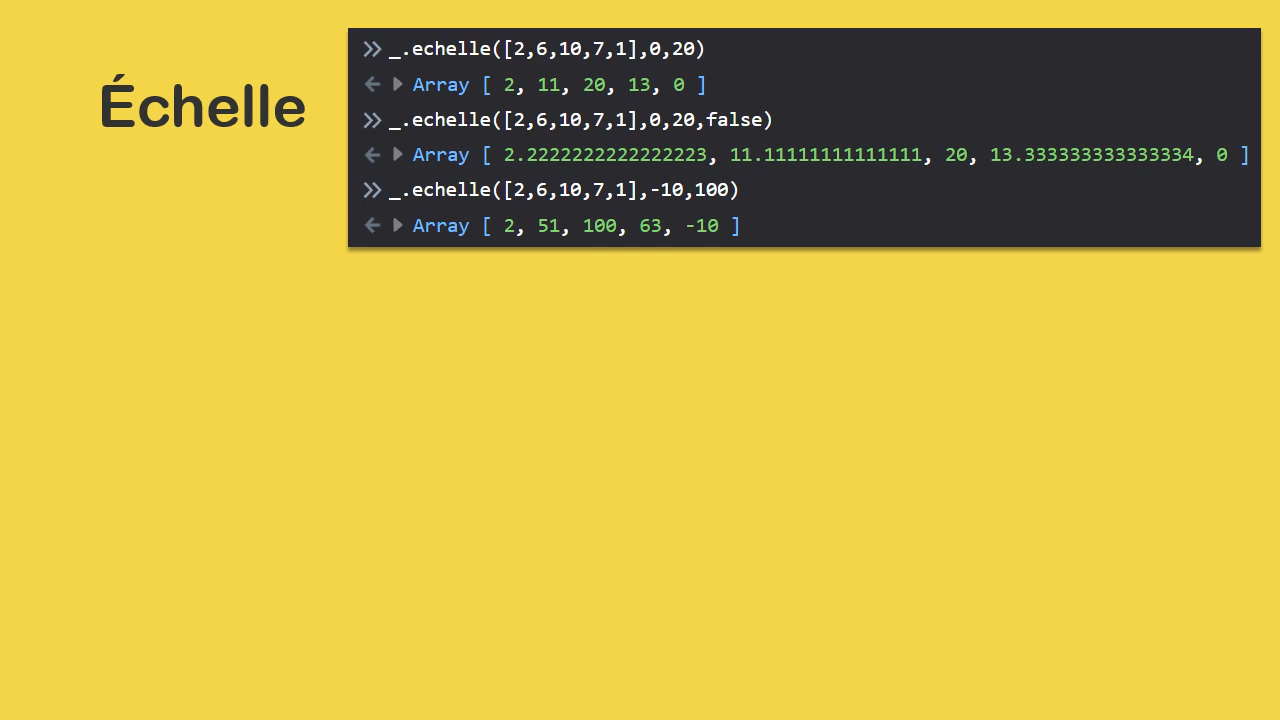 Échelle
>> _.echelle([2,6,10,7,1],0,20)
← ▶ Array [ 2, 11, 20, 13, 0 ]
>> _.echelle([2,6,10,7,1],0,20,false)
← ▶ Array [ 2.2222222222222223, 11.11111111111111, 20, 13.333333333333334, 0 ]
>> _.echelle([2,6,10,7,1],-10,100)
← ▶ Array [ 2, 51, 100, 63, -10 ]